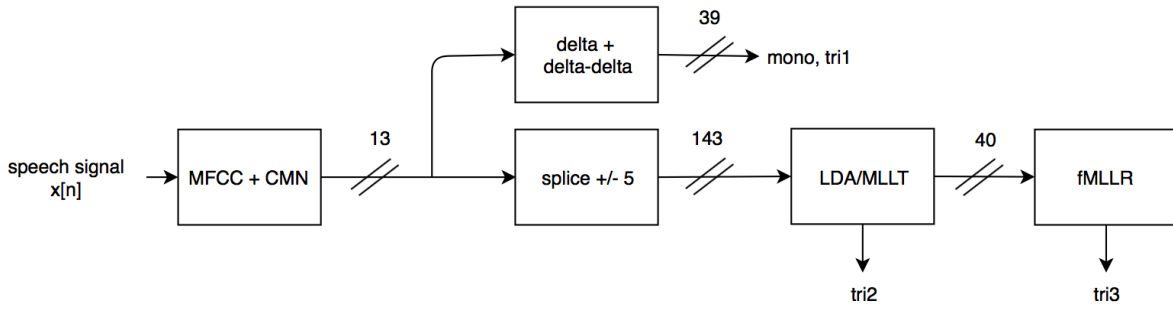 39
delta +
delta-delta
mono, tri1
13
143
40
speech signal
x[n]
MFCC + CMN
splice +/- 5
LDA/MLLT
fMLLR
tri2
tri3